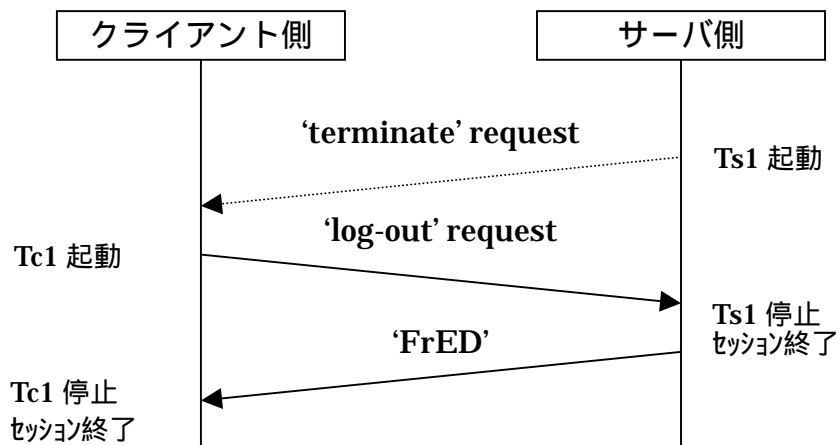 クライアント側
サーバ側
‘terminate’ request
Ts1 起動
‘log-out’ request
Tc1 起動
Ts1 停止
ｾｯｼｮﾝ終了
‘FrED’
Tc1 停止
ｾｯｼｮﾝ終了